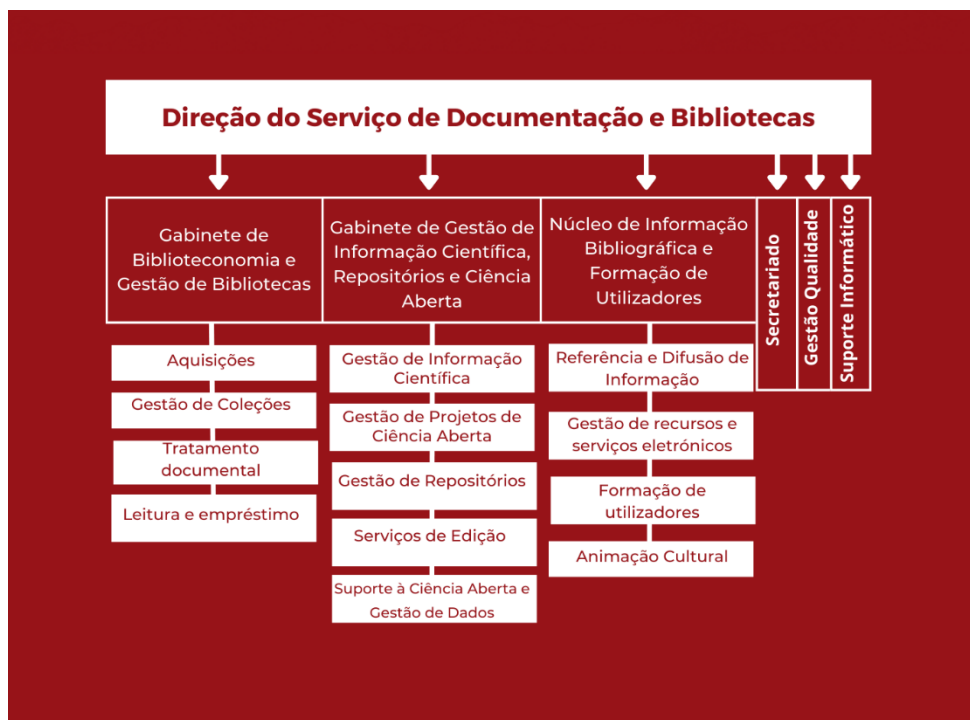 Direção do Serviço de Documentação e Bibliotecas
Gabinete de
Biblioteconomia e
Gestão de Bibliotecas
Aquisições
Gestão de Coleções
Tratamento
documental
Leitura e empréstimo
Gabinete de Gestão de
Informação Científica,
Repositórios e Ciência
Aberta
Gestão de Informação
Científica
Gestão de Projetos de
Ciência Aberta
Gestão de Repositórios
Serviços de Edição
Suporte à Ciência Aberta e
Gestão de Dados
Núcleo de Informação
Bibliográfica e
Formação de
Utilizadores
Referência e Difusão de
Informação
Gestão de recursos e
serviços eletrónicos
Formação de
utilizadores
Animação Cultural
Secretariado
Gestão Qualidade
Suporte Informático